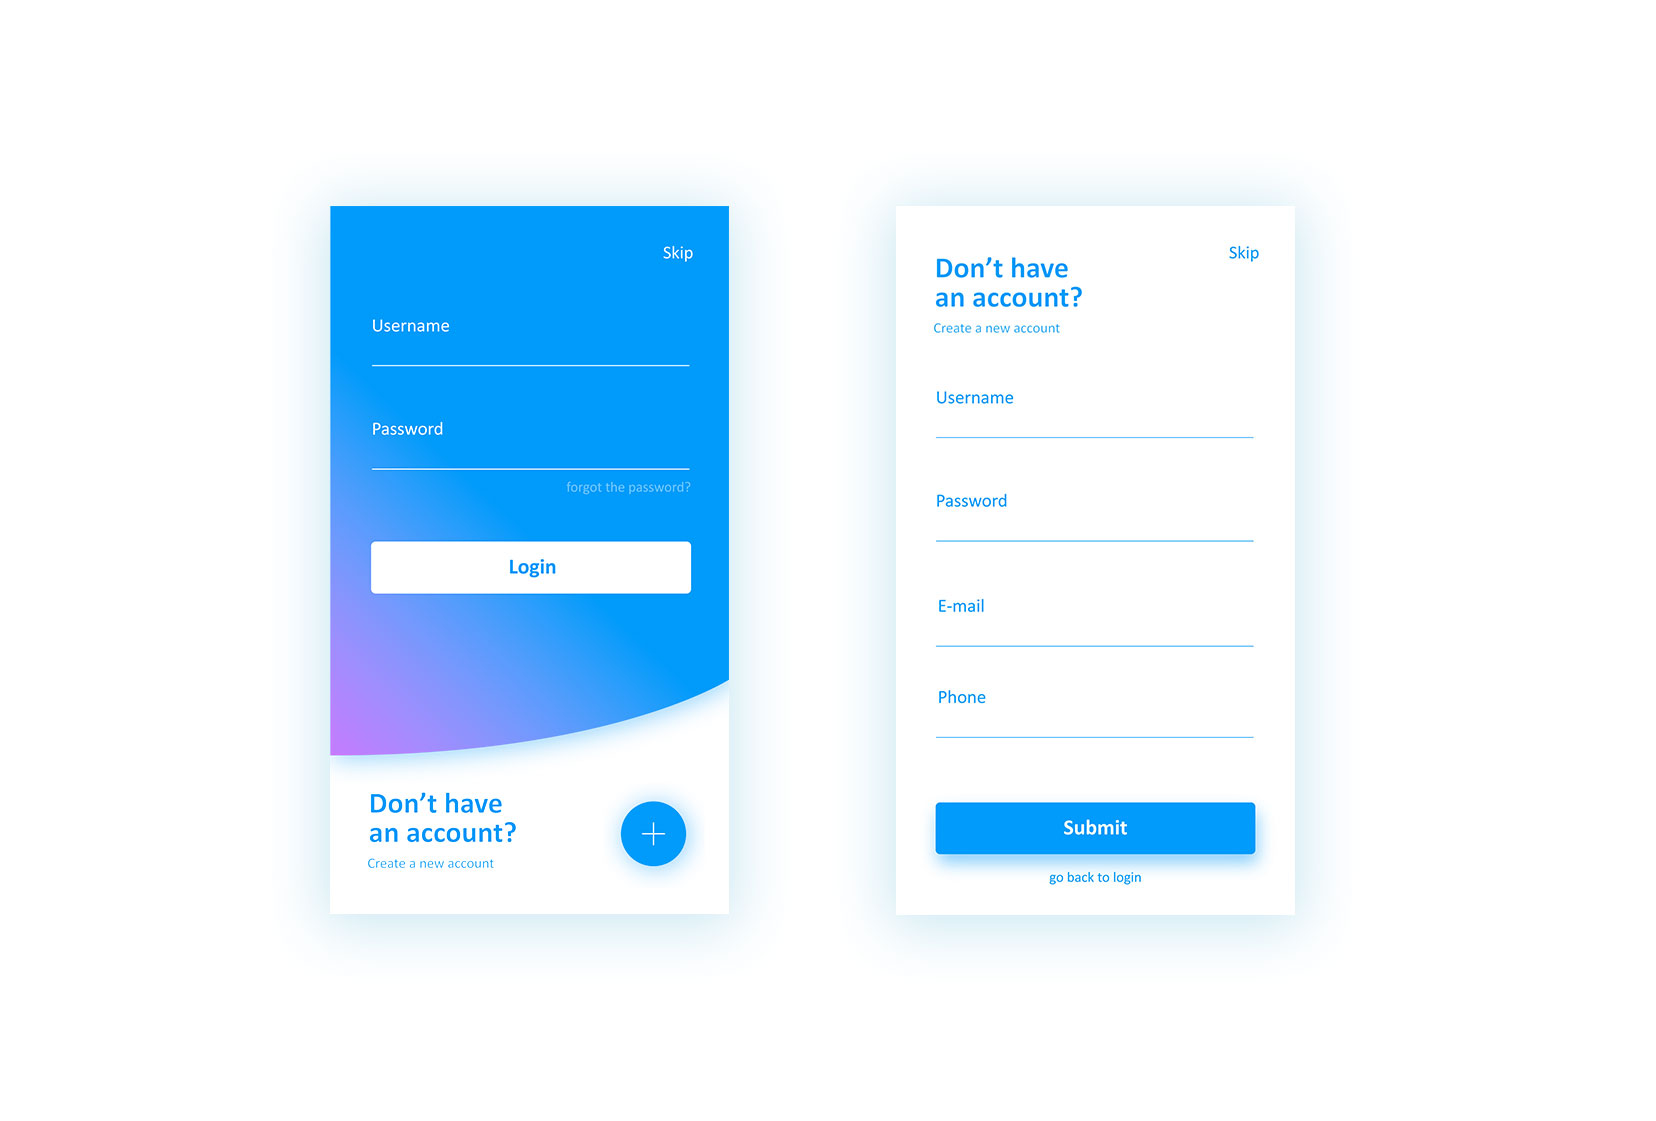 Skip
Username
Password
forgot the password?
Login
Don’t have
an account?
Create a new account
Skip
Don’t have
an account?
Create a new account
Username
Password
E-mail
Phone
Submit
go back to login